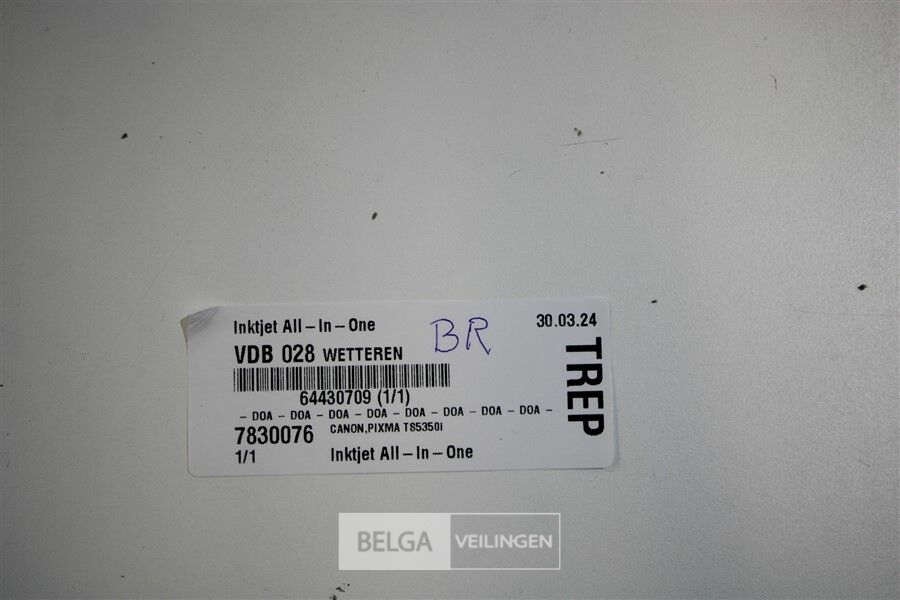 Inktjet All – In – One
BR
30.03.24
VDB 028 WETTEREN
64430709 (1/1)
– DOA – DOA – DOA – DOA – DOA – DOA – DOA – DOA –
7830076
CANON,PIXMA TS5350i
1/1
Inktjet All – In – One
TREP
BELGA VEILINGEN